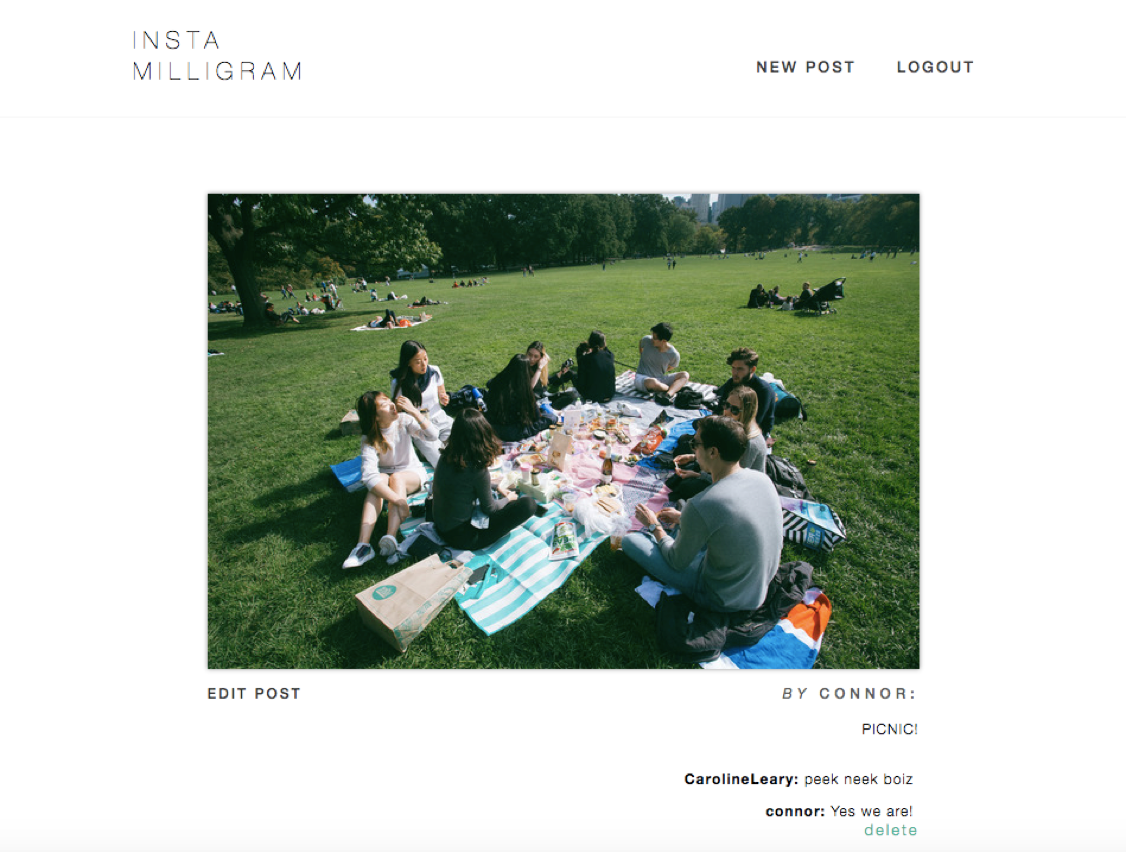 INSTA
MILLIGRAM
NEW POST LOGOUT
EDIT POST BY CONNOR:
PICNIC!
CarolineLeary: peek neek boiz
connor: Yes we are!
delete